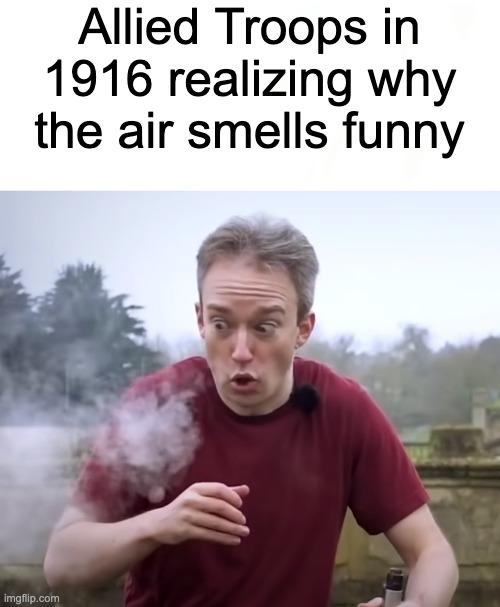 Allied Troops in
1916 realizing why
the air smells funny
imgflip.com